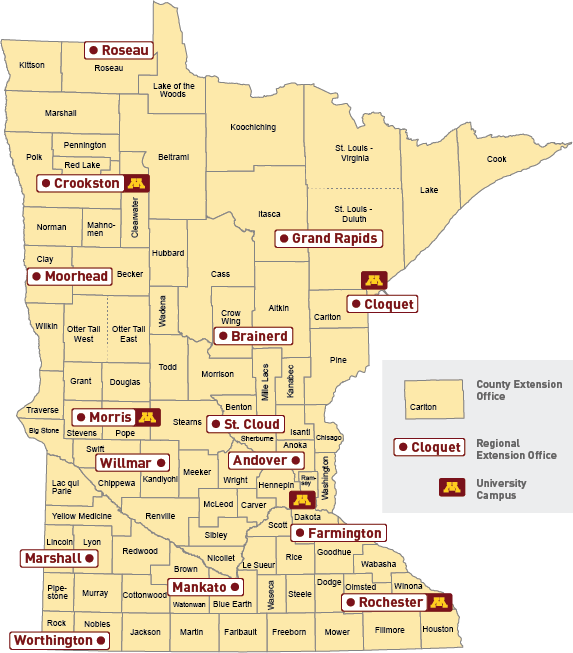 Roseau
Kittson
Roseau
Lake of the
Woods
Marshall
Koochiching
Pennington
Polk
Red Lake
Beltrami
St. Louis -
Virginia
Cook
Lake
Crookston
M
Clearwater
Itasca
St. Louis -
Duluth
Norman
Mahno-
men
Grand Rapids
Hubbard
Clay
Becker
Moorhead
Cass
M
Cloquet
Aitkin
Carlton
Wadena
Crow
Wing
Wilkin
Otter Tail
West
Otter Tail
East
Brainerd
Pine
Todd
Morrison
Mille Lacs
Kanabec
Grant
Douglas
Traverse
Morris
M
Benton
Stearns
St. Cloud
Big Stone
Stevens
Pope
Sherburne
Isanti
Chisago
Anoka
Swift
Willmar
Andover
Meeker
Wright
Hennepin
Ram-
sey
Washington
Lac qui
Parle
Chippewa
Kandiyohi
McLeod
Carver
M
Yellow Medicine
Renville
Scott
Dakota
Sibley
Farmington
Lincoln
Lyon
Redwood
Nicollet
Le Sueur
Rice
Goodhue
Wabasha
Marshall
Brown
Pipe-
stone
Murray
Cottonwood
Watonwan
Mankato
Blue Earth
Waseca
Steele
Dodge
Olmsted
Winona
Rochester
M
Rock
Nobles
Worthington
Jackson
Martin
Faribault
Freeborn
Mower
Fillmore
Houston
Carlton
County Extension
Office
Cloquet
Regional
Extension Office
M
University
Campus